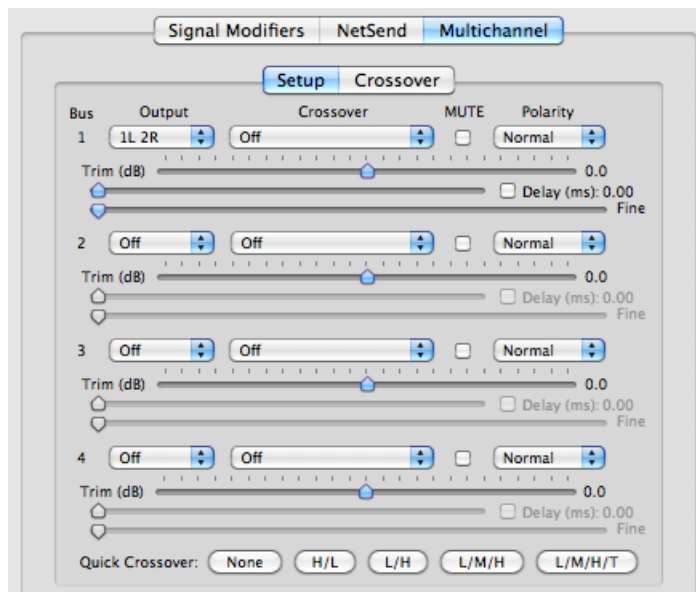 Signal Modifiers NetSend Multichannel
Setup Crossover
Bus Output Crossover MUTE Polarity
1 1L 2R Off Normal
Trim (dB) 0.0
Delay (ms): 0.00
Fine
2 Off Off Normal
Trim (dB) 0.0
Delay (ms): 0.00
Fine
3 Off Off Normal
Trim (dB) 0.0
Delay (ms): 0.00
Fine
4 Off Off Normal
Trim (dB) 0.0
Delay (ms): 0.00
Fine
Quick Crossover: None H/L L/H L/M/H L/M/H/T